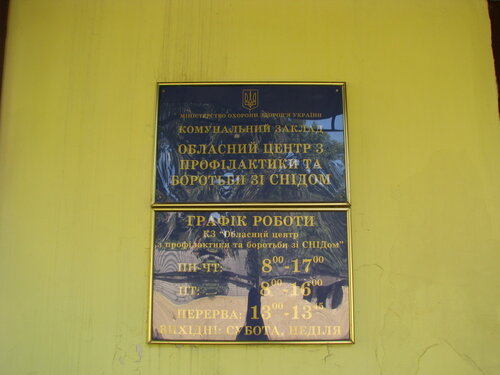 МІНІСТЕРСТВО ОХОРОНИ ЗДОРОВ'Я УКРАЇНИ
КОМУНАЛЬНИЙ ЗАКЛАД
ОБЛАСНИЙ ЦЕНТР З
ПРОФІЛАКТИКИ ТА
БОРОТЬБИ ЗІ СНІДОМ
ГРАФІК РОБОТИ
КЗ "Обласний центр
з профілактики та боротьби зі СНІДом"
ПН-ЧТ: 8⁰⁰-17⁰⁰
ПТ: 8⁰⁰-16⁰⁰
ПЕРЕРВА: 13⁰⁰-13⁴⁵
ВИХІДНІ: СУБОТА, НЕДІЛЯ